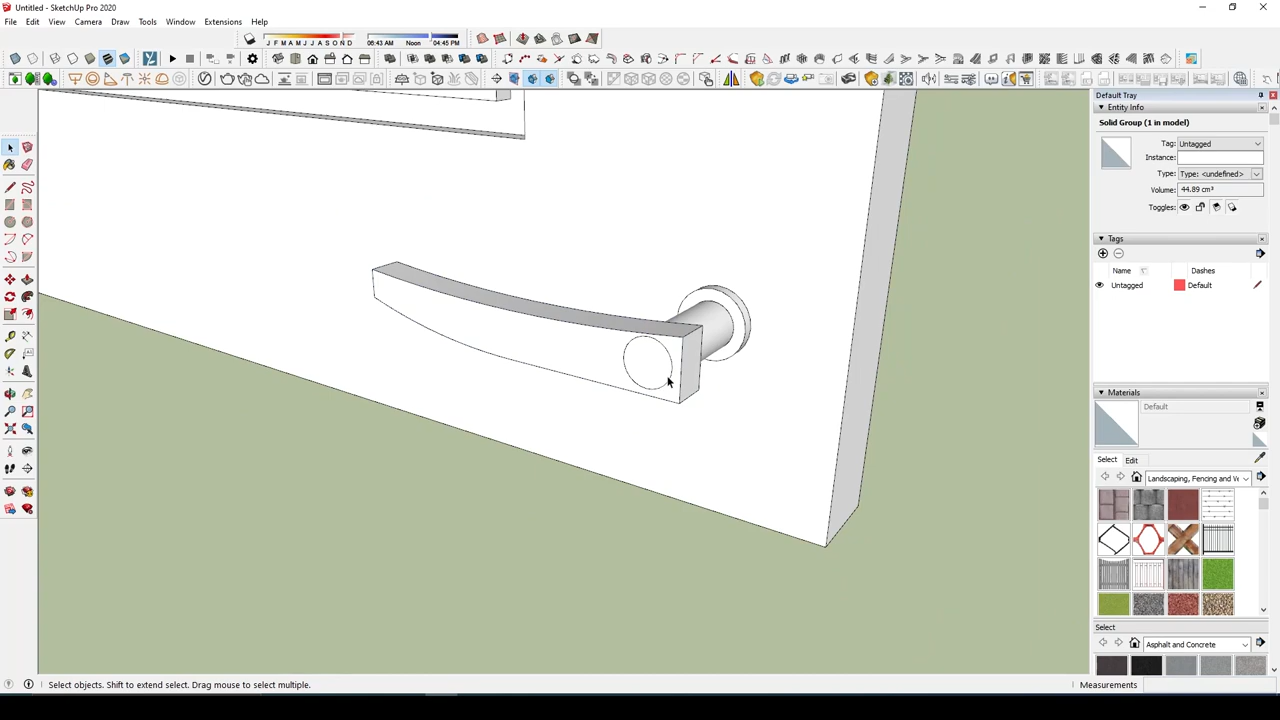 Untitled - SketchUp Pro 2020
File Edit View Camera Draw Tools Window Extensions Help
J F M A M J J A S O N D 06:43 AM Noon 04:45 PM
Default Tray
Entity Info
Solid Group (1 in model)
Tag: Untagged
Instance:
Type: Type: <undefined>
Volume: 44.89 cm³
Toggles:
Tags
Name Dashes
Untagged Default
Materials
Default
Select Edit
Landscaping, Fencing and Ve
Select
Asphalt and Concrete
Select objects. Shift to extend select. Drag mouse to select multiple. Measurements